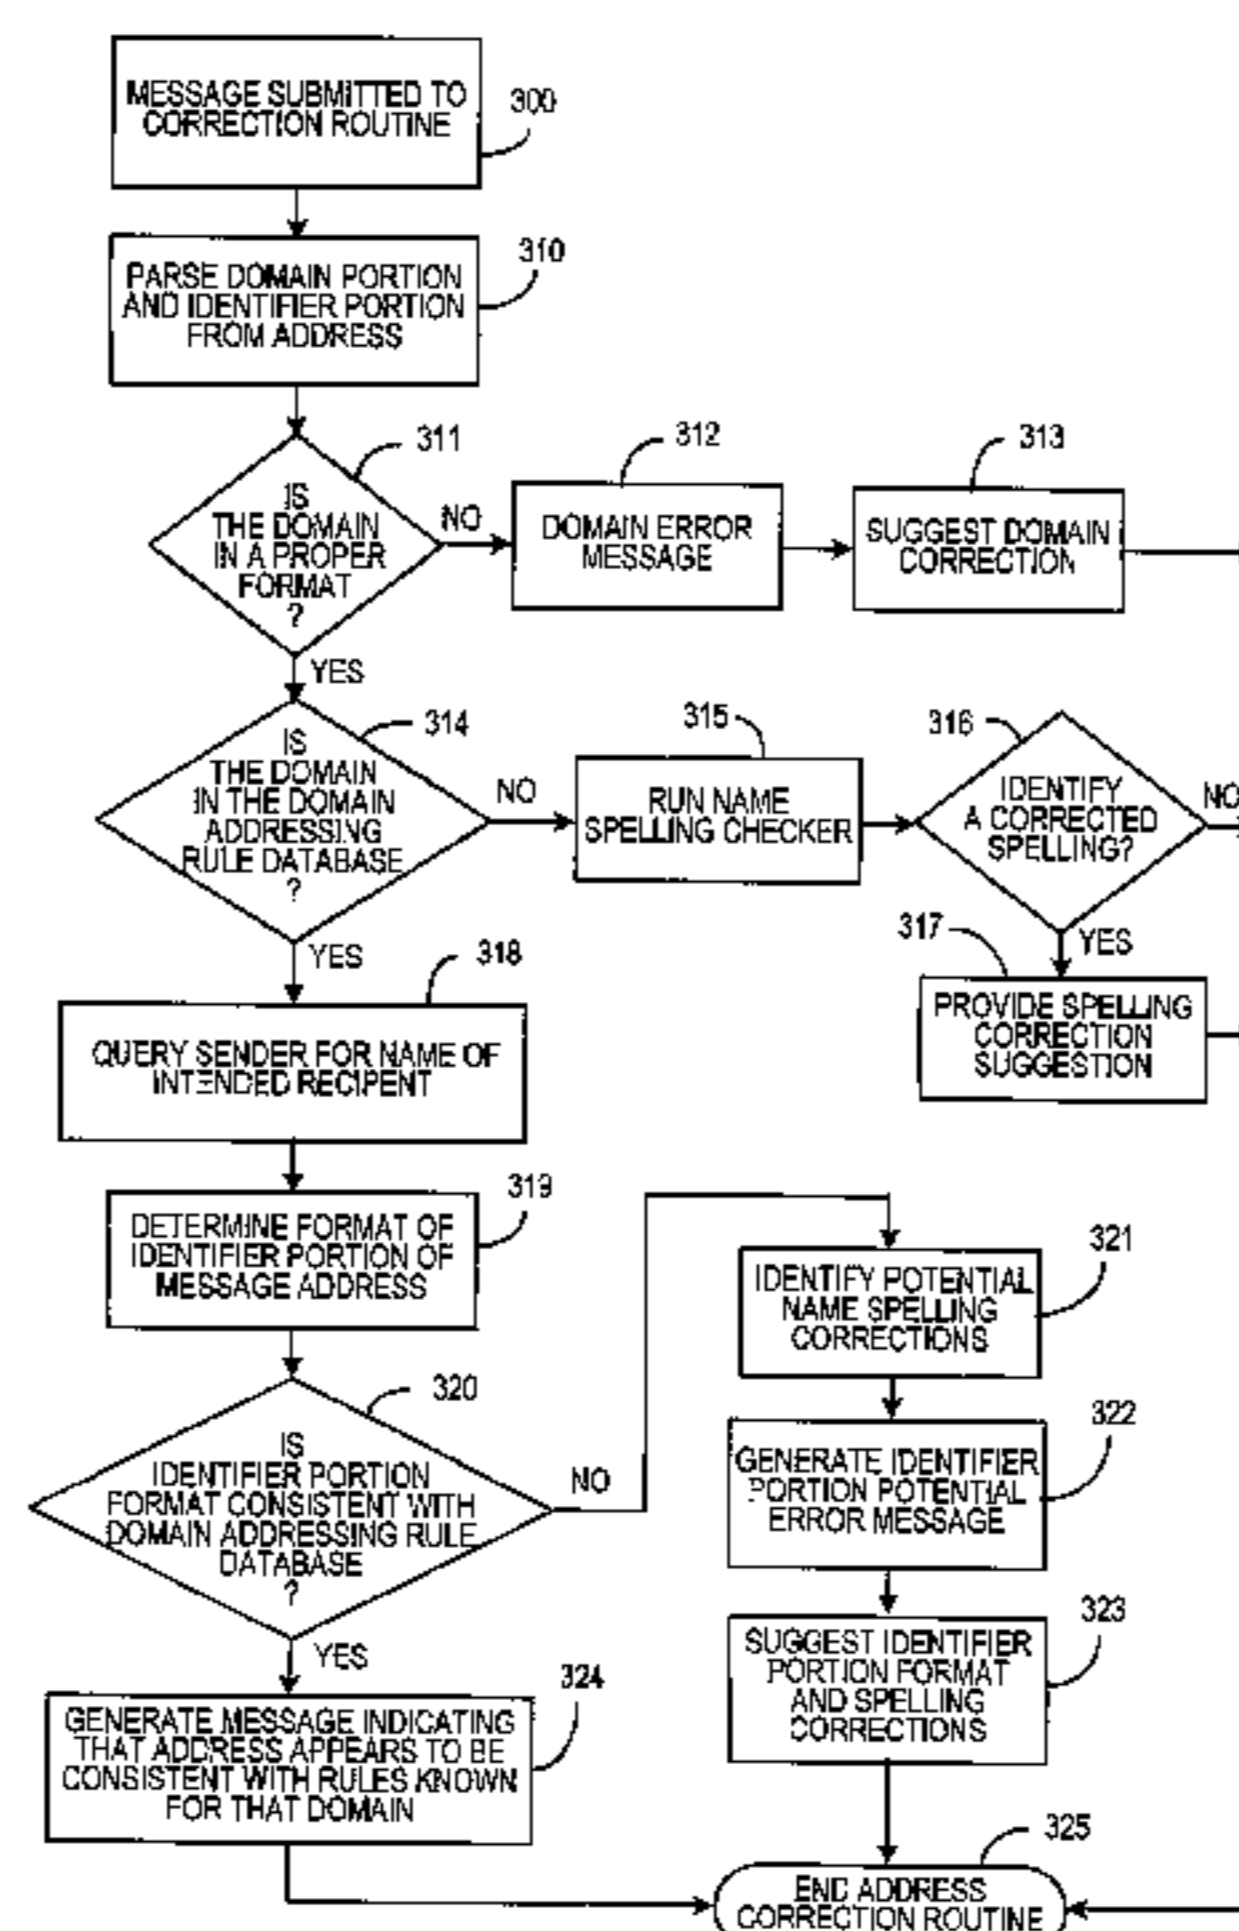 MESSAGE SUBMITTED TO
CORRECTION ROUTINE
300
PARSE DOMAIN PORTION
AND IDENTIFIER PORTION
FROM ADDRESS
310
IS
THE DOMAIN
IN A PROPER
FORMAT
?
311
NO
DOMAIN ERROR
MESSAGE
312
SUGGEST DOMAIN
CORRECTION
313
YES
IS
THE DOMAIN
IN THE DOMAIN
ADDRESSING
RULE DATABASE
?
314
NO
RUN NAME
SPELLING CHECKER
315
IDENTIFY
A CORRECTED
SPELLING?
316
NO
YES
PROVIDE SPELLING
CORRECTION
SUGGESTION
317
YES
QUERY SENDER FOR NAME OF
INTENDED RECIPENT
318
DETERMINE FORMAT OF
IDENTIFIER PORTION OF
MESSAGE ADDRESS
319
IS
IDENTIFIER PORTION
FORMAT CONSISTENT WITH
DOMAIN ADDRESSING RULE
DATABASE
?
320
NO
IDENTIFY POTENTIAL
NAME SPELLING
CORRECTIONS
321
GENERATE IDENTIFIER
PORTION POTENTIAL
ERROR MESSAGE
322
SUGGEST IDENTIFIER
PORTION FORMAT
AND SPELLING
CORRECTIONS
323
YES
GENERATE MESSAGE INDICATING
THAT ADDRESS APPEARS TO BE
CONSISTENT WITH RULES KNOWN
FOR THAT DOMAIN
324
END ADDRESS
CORRECTION ROUTINE
325